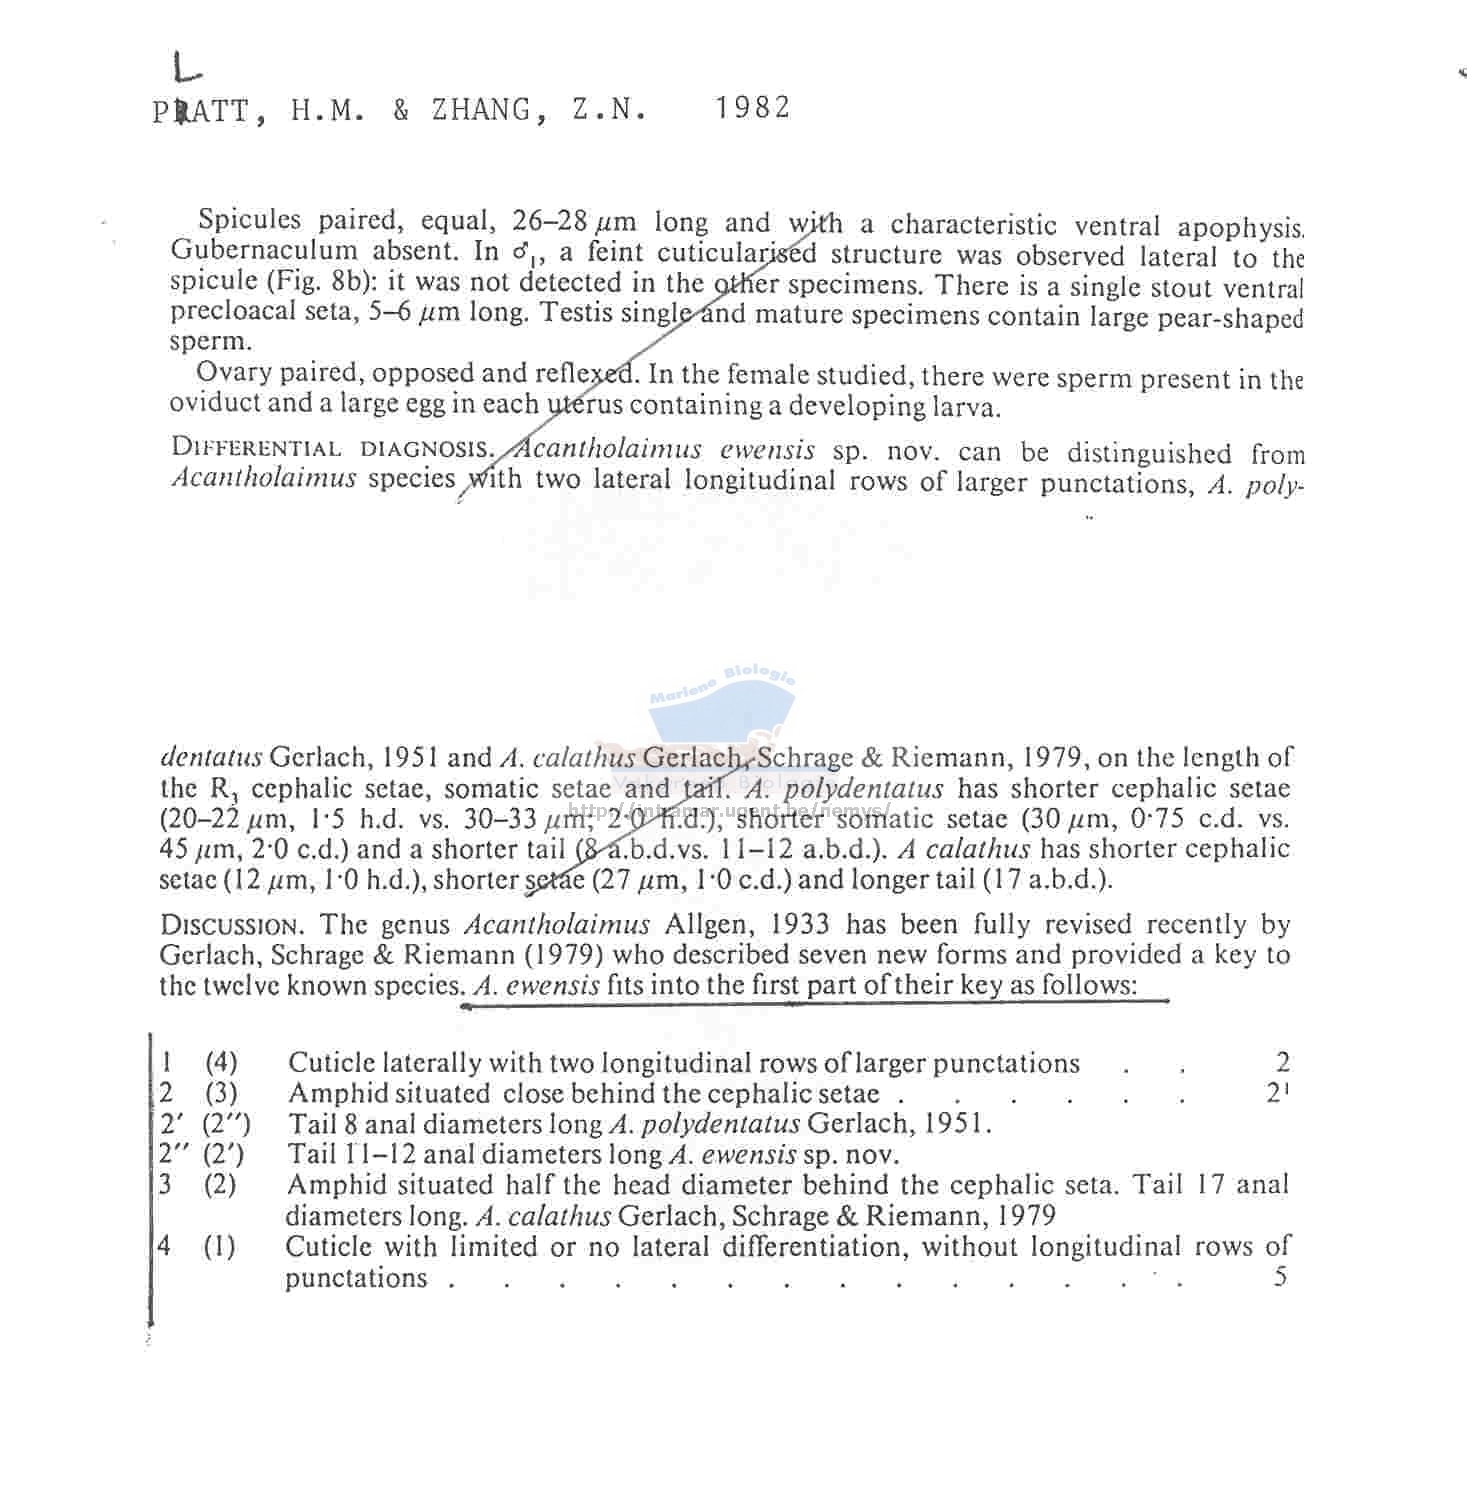 L
PRATT, H.M. & ZHANG, Z.N. 1982
Spicules paired, equal, 26–28 µm long and with a characteristic ventral apophysis.
Gubernaculum absent. In ♂1, a feint cuticularised structure was observed lateral to the
spicule (Fig. 8b): it was not detected in the other specimens. There is a single stout ventral
precloacal seta, 5–6 µm long. Testis single and mature specimens contain large pear-shaped
sperm.
Ovary paired, opposed and reflexed. In the female studied, there were sperm present in the
oviduct and a large egg in each uterus containing a developing larva.
DIFFERENTIAL DIAGNOSIS. Acantholaimus ewensis sp. nov. can be distinguished from
Acantholaimus species with two lateral longitudinal rows of larger punctations, A. poly-
Mariene Biologie
dentatus Gerlach, 1951 and A. calathus Gerlach, Schrage & Riemann, 1979, on the length of
the R3 cephalic setae, somatic setae and tail. A. polydentatus has shorter cephalic setae
http://intramar.ugent.be/nemys/
(20–22 µm, 1·5 h.d. vs. 30–33 µm, 2·0 h.d.), shorter somatic setae (30 µm, 0·75 c.d. vs.
45 µm, 2·0 c.d.) and a shorter tail (8 a.b.d.vs. 11–12 a.b.d.). A calathus has shorter cephalic
setae (12 µm, 1·0 h.d.), shorter setae (27 µm, 1·0 c.d.) and longer tail (17 a.b.d.).
DISCUSSION. The genus Acantholaimus Allgen, 1933 has been fully revised recently by
Gerlach, Schrage & Riemann (1979) who described seven new forms and provided a key to
the twelve known species. A. ewensis fits into the first part of their key as follows:
1 (4) Cuticle laterally with two longitudinal rows of larger punctations . . 2
2 (3) Amphid situated close behind the cephalic setae . . . . . . 2'
2′ (2″) Tail 8 anal diameters long A. polydentatus Gerlach, 1951.
2″ (2′) Tail 11–12 anal diameters long A. ewensis sp. nov.
3 (2) Amphid situated half the head diameter behind the cephalic seta. Tail 17 anal
diameters long. A. calathus Gerlach, Schrage & Riemann, 1979
4 (1) Cuticle with limited or no lateral differentiation, without longitudinal rows of
punctations . . . . . . . . . . . . . . 5